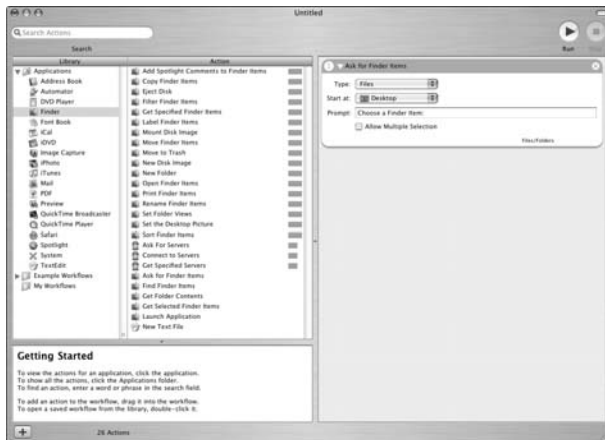 Untitled
Search Actions
Search
Run
Library
Action
Applications
Address Book
Automator
DVD Player
Finder
Font Book
iCal
iDVD
Image Capture
iPhoto
iTunes
Mail
PDF
Preview
QuickTime Broadcaster
QuickTime Player
Safari
Spotlight
System
TextEdit
Example Workflows
My Workflows
Add Spotlight Comments to Finder Items
Copy Finder Items
Eject Disk
Filter Finder Items
Get Specified Finder Items
Label Finder Items
Mount Disk Image
Move Finder Items
Move to Trash
New Disk Image
New Folder
Open Finder Items
Print Finder Items
Rename Finder Items
Set Folder Views
Set the Desktop Picture
Sort Finder Items
Ask For Servers
Connect to Servers
Get Specified Servers
Ask for Finder Items
Find Finder Items
Get Folder Contents
Get Selected Finder Items
Launch Application
New Text File
1 Ask for Finder Items
Type: Files
Start at: Desktop
Prompt: Choose a Finder Item:
Allow Multiple Selection
Files/Folders
Getting Started
To view the actions for an application, click the application.
To show all the actions, click the Applications folder.
To find an action, enter a word or phrase in the search field.
To add an action to the workflow, drag it into the workflow.
To open a saved workflow from the library, double-click it.
26 Actions